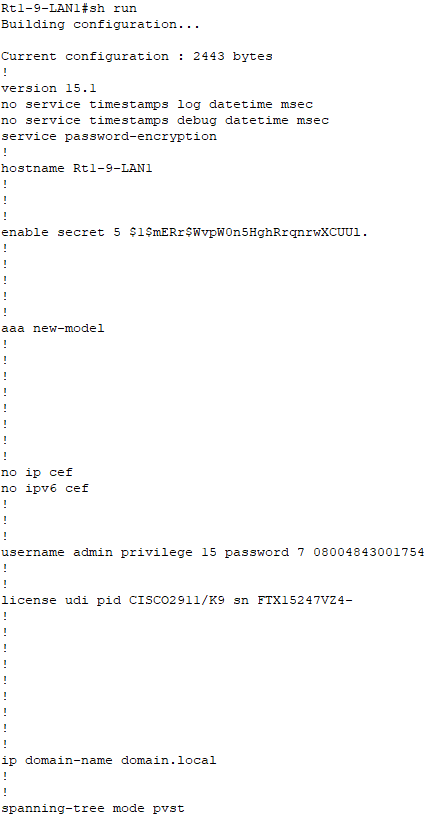 Rt1-9-LAN1#sh run
Building configuration...
Current configuration : 2443 bytes
!
version 15.1
no service timestamps log datetime msec
no service timestamps debug datetime msec
service password-encryption
!
hostname Rt1-9-LAN1
!
!
!
enable secret 5 $1$mERr$WvpW0n5HghRrqnrwXCUUl.
!
!
!
!
!
aaa new-model
!
!
!
!
!
!
!
!
no ip cef
no ipv6 cef
!
!
!
username admin privilege 15 password 7 08004843001754
!
!
license udi pid CISCO2911/K9 sn FTX15247VZ4-
!
!
!
!
!
!
!
!
!
ip domain-name domain.local
!
!
spanning-tree mode pvst